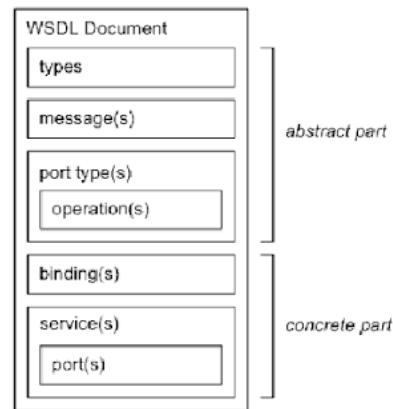 WSDL Document
types
message(s)
abstract part
port type(s)
operation(s)
binding(s)
service(s)
concrete part
port(s)